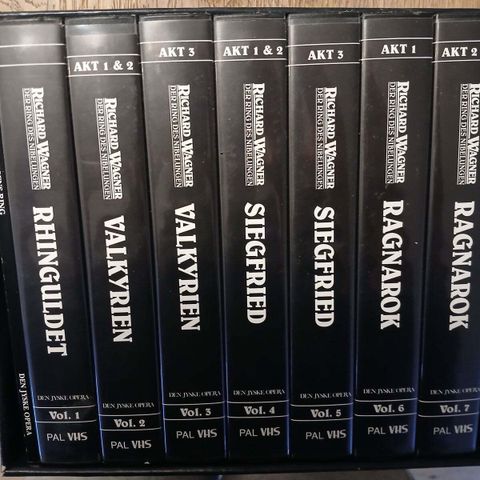 RICHARD WAGNER
DER RING DES NIBELUNGEN
RHINGULDET
DEN JYSKE OPERA
Vol. 1
PAL VHS
AKT 1 & 2
RICHARD WAGNER
DER RING DES NIBELUNGEN
VALKYRIEN
DEN JYSKE OPERA
Vol. 2
PAL VHS
AKT 3
RICHARD WAGNER
DER RING DES NIBELUNGEN
VALKYRIEN
DEN JYSKE OPERA
Vol. 3
PAL VHS
AKT 1 & 2
RICHARD WAGNER
DER RING DES NIBELUNGEN
SIEGFRIED
DEN JYSKE OPERA
Vol. 4
PAL VHS
AKT 3
RICHARD WAGNER
DER RING DES NIBELUNGEN
SIEGFRIED
DEN JYSKE OPERA
Vol. 5
PAL VHS
AKT 1
RICHARD WAGNER
DER RING DES NIBELUNGEN
RAGNAROK
DEN JYSKE OPERA
Vol. 6
PAL VHS
AKT 2
RICHARD WAGNER
DER RING DES NIBELUNGEN
RAGNAROK
DEN JYSKE OPERA
Vol. 7
PAL VHS
RING
DEN JYSKE OPERA